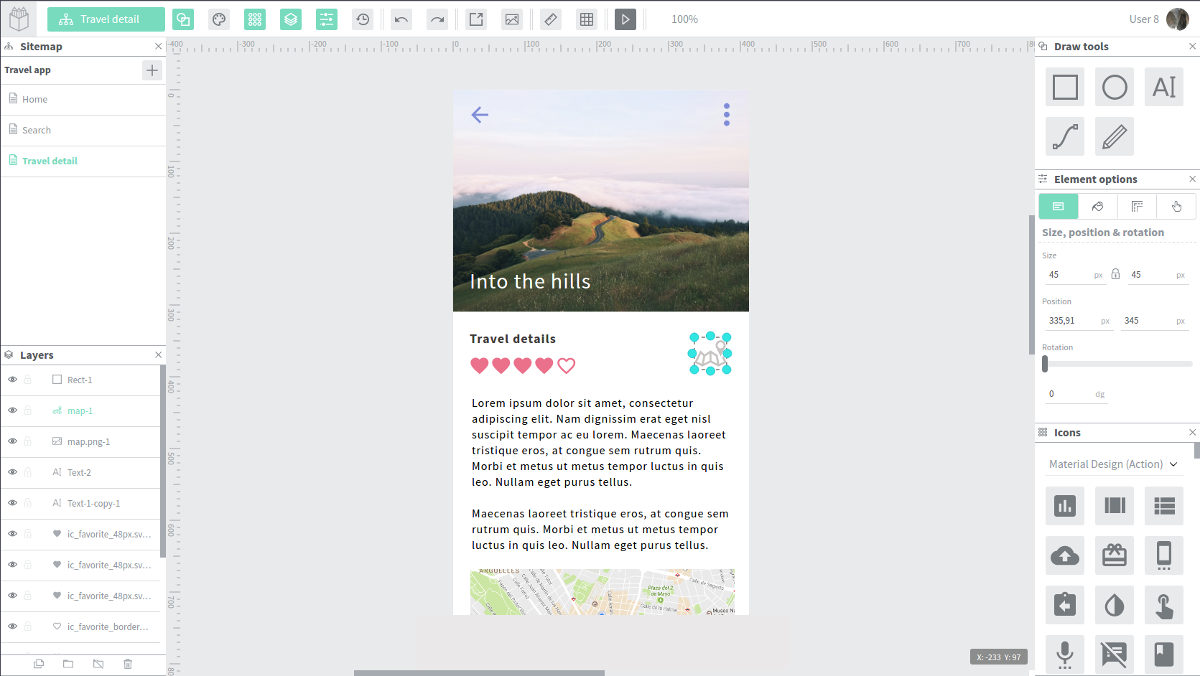 Travel detail
100%
User 8
Sitemap
Travel app
Home
Search
Travel detail
Layers
Rect-1
map-1
map.png-1
Text-2
Text-1-copy-1
ic_favorite_48px.sv...
ic_favorite_48px.sv...
ic_favorite_48px.sv...
ic_favorite_border...
-400 -300 -200 -100 0 100 200 300 400 500 600 700
0
100
200
300
400
500
600
700
Into the hills
Travel details
Lorem ipsum dolor sit amet, consectetur
adipiscing elit. Nam dignissim erat eget nisl
suscipit tempor ac eu lorem. Maecenas laoreet
tristique eros, at congue sem rutrum quis.
Morbi et metus ut metus tempor luctus in quis
leo. Nullam eget purus tellus.
Maecenas laoreet tristique eros, at congue sem
rutrum quis. Morbi et metus ut metus tempor
luctus in quis leo. Nullam eget purus tellus.
ARGÜELLES
Plaza del 2
de Mayo
Museo N
X: -233 Y: 97
Draw tools
AI
Element options
Size, position & rotation
Size
45 px 45 px
Position
335,91 px 345 px
Rotation
0 dg
Icons
Material Design (Action)